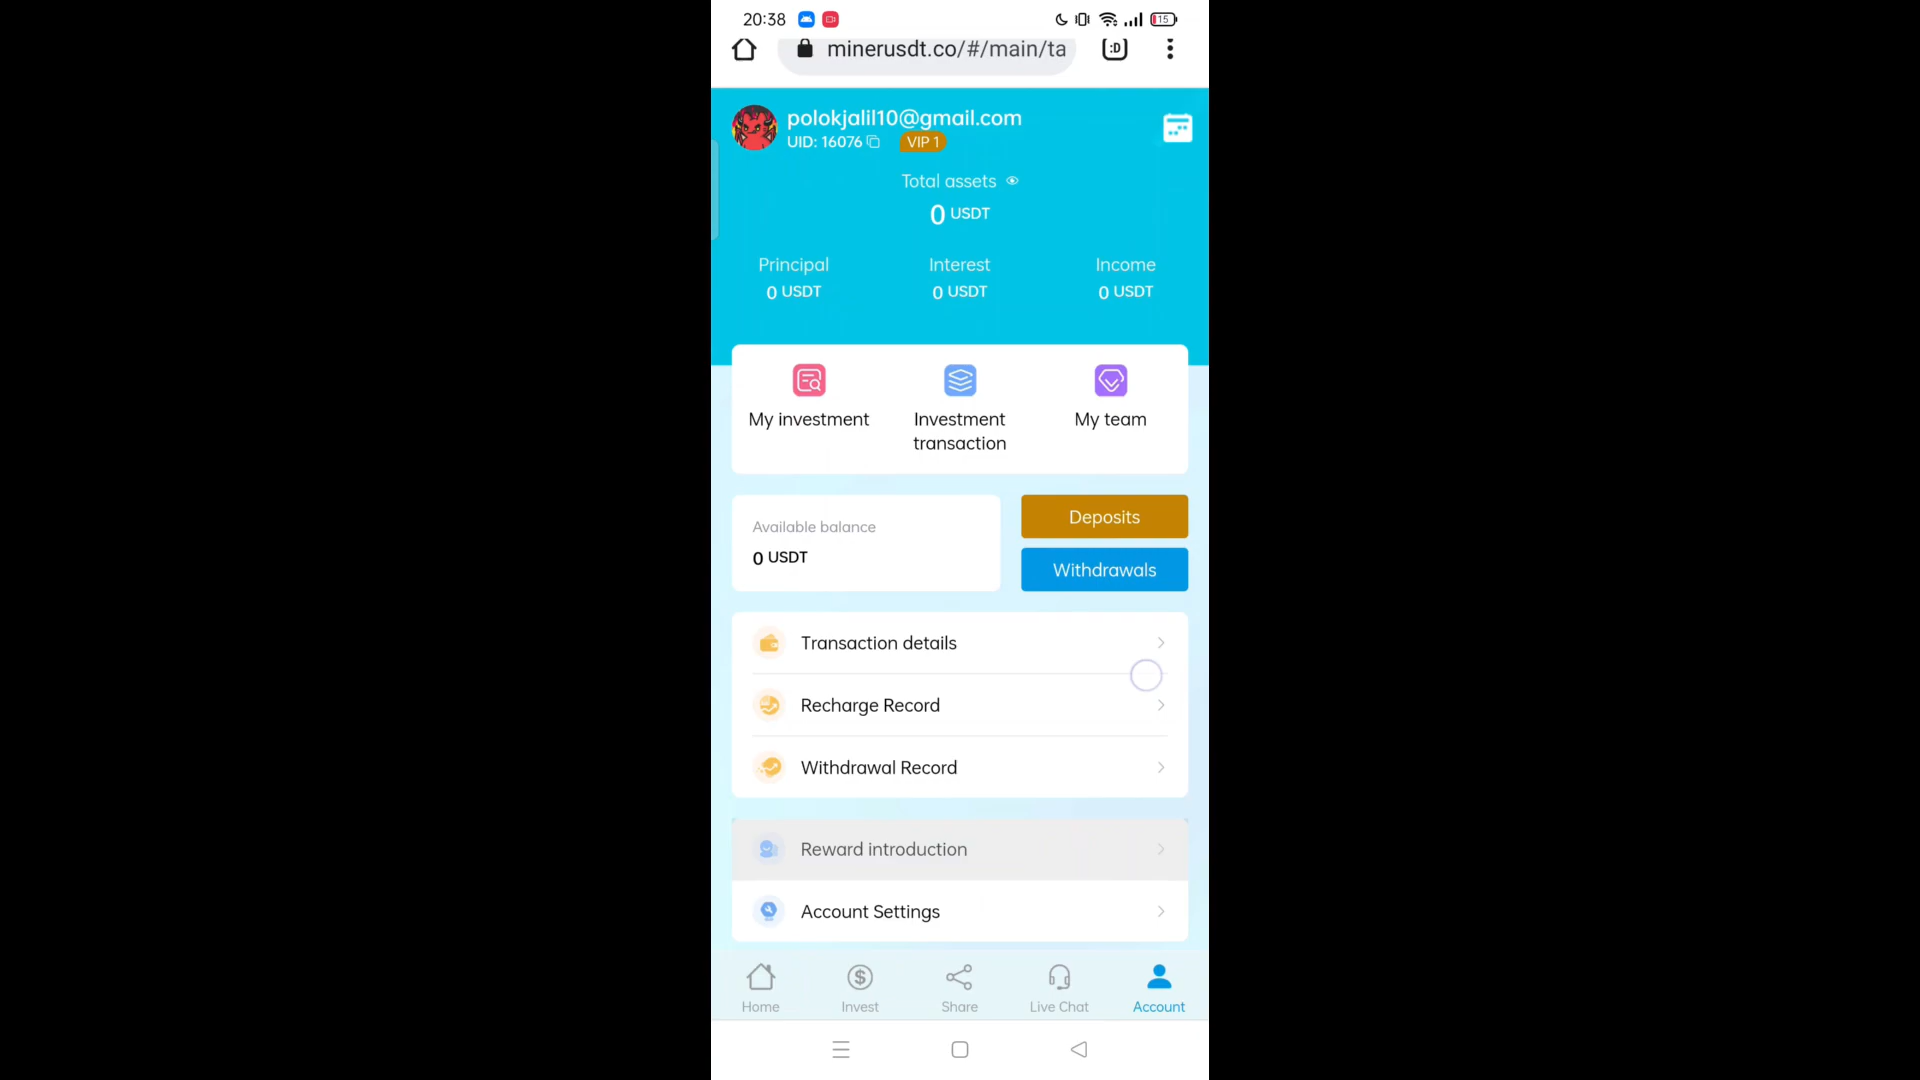 20:38
15
minerusdt.co/#/main/ta
:D
polokjalil10@gmail.com
UID: 16076
VIP 1
Total assets
0 USDT
Principal
Interest
Income
0 USDT
0 USDT
0 USDT
My investment
Investment
transaction
My team
Available balance
0 USDT
Deposits
Withdrawals
Transaction details
Recharge Record
Withdrawal Record
Reward introduction
Account Settings
Home
Invest
Share
Live Chat
Account